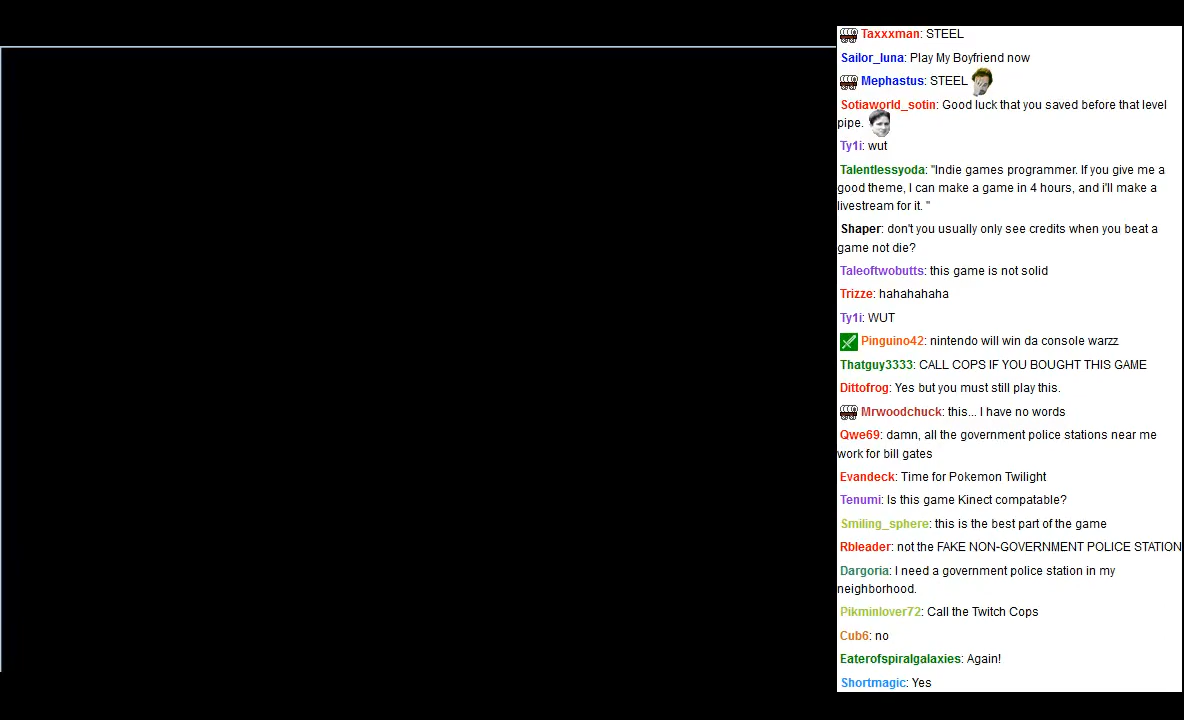 Taxxxman: STEEL
Sailor_luna: Play My Boyfriend now
Mephastus: STEEL
Sotiaworld_sotin: Good luck that you saved before that level
pipe.
Ty1i: wut
Talentlessyoda: "Indie games programmer. If you give me a
good theme, I can make a game in 4 hours, and i'll make a
livestream for it. "
Shaper: don't you usually only see credits when you beat a
game not die?
Taleoftwobutts: this game is not solid
Trizze: hahahahaha
Ty1i: WUT
Pinguino42: nintendo will win da console warzz
Thatguy3333: CALL COPS IF YOU BOUGHT THIS GAME
Dittofrog: Yes but you must still play this.
Mrwoodchuck: this... I have no words
Qwe69: damn, all the government police stations near me
work for bill gates
Evandeck: Time for Pokemon Twilight
Tenumi: Is this game Kinect compatable?
Smiling_sphere: this is the best part of the game
Rbleader: not the FAKE NON-GOVERNMENT POLICE STATION
Dargoria: I need a government police station in my
neighborhood.
Pikminlover72: Call the Twitch Cops
Cub6: no
Eaterofspiralgalaxies: Again!
Shortmagic: Yes